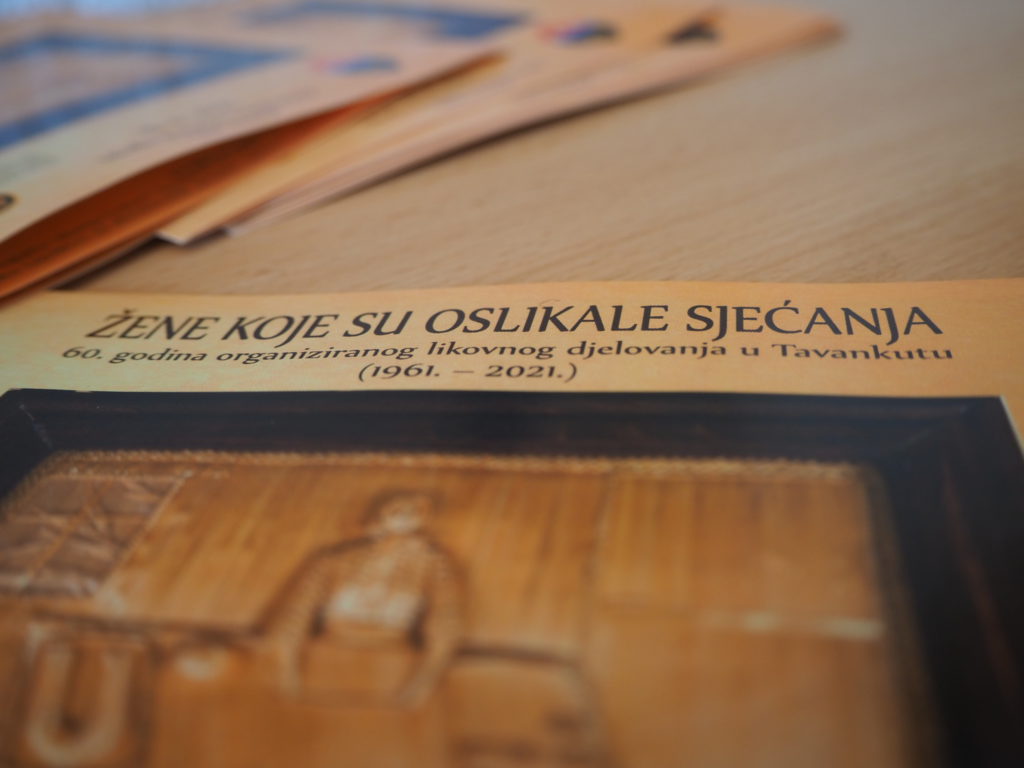 ŽENE KOJE SU OSLIKALE SJEĆANJA
60. godina organiziranog likovnog djelovanja u Tavankutu
(1961. – 2021.)